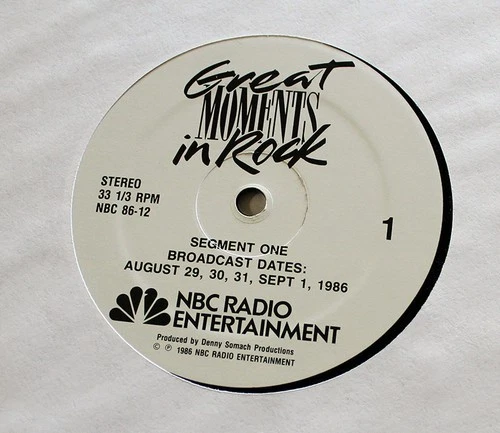 Great
MOMENTS
in Rock
STEREO
33 1/3 RPM
NBC 86-12
1
SEGMENT ONE
BROADCAST DATES:
AUGUST 29, 30, 31, SEPT 1, 1986
NBC RADIO
ENTERTAINMENT
Produced by Denny Somach Productions
© ℗ 1986 NBC RADIO ENTERTAINMENT